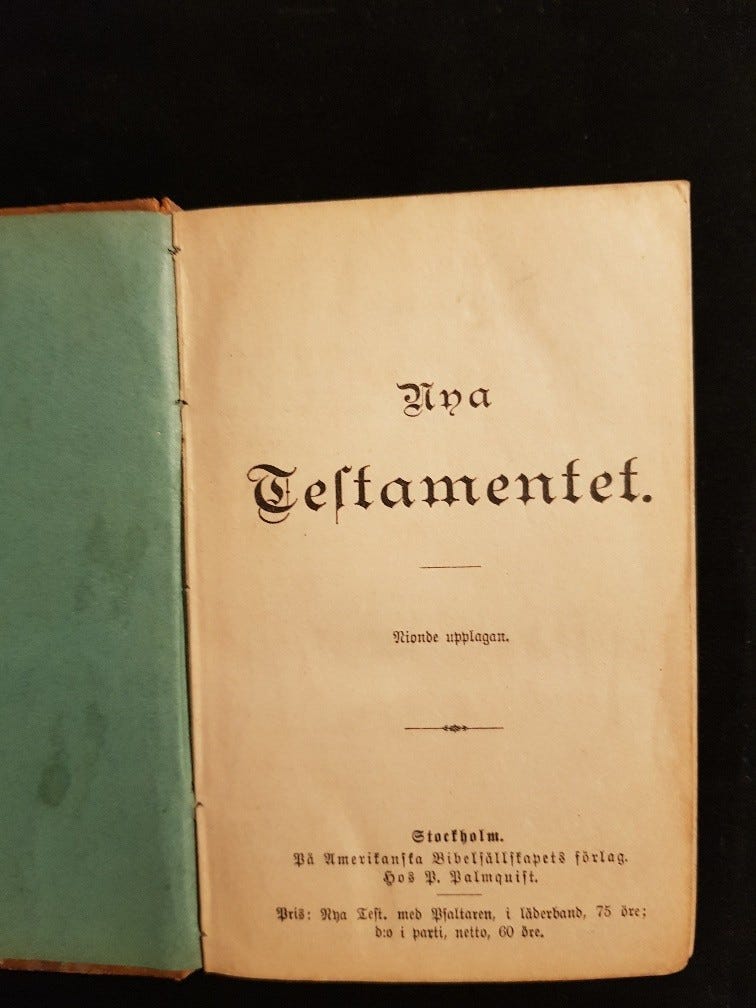 Nya
Testamentet.
Nionde upplagan.
Stockholm.
På Amerikanska Bibelsällskapets förlag.
Hos P. Palmquist.
Pris: Nya Test. med Psaltaren, i läderband, 75 öre;
d:o i parti, netto, 60 öre.